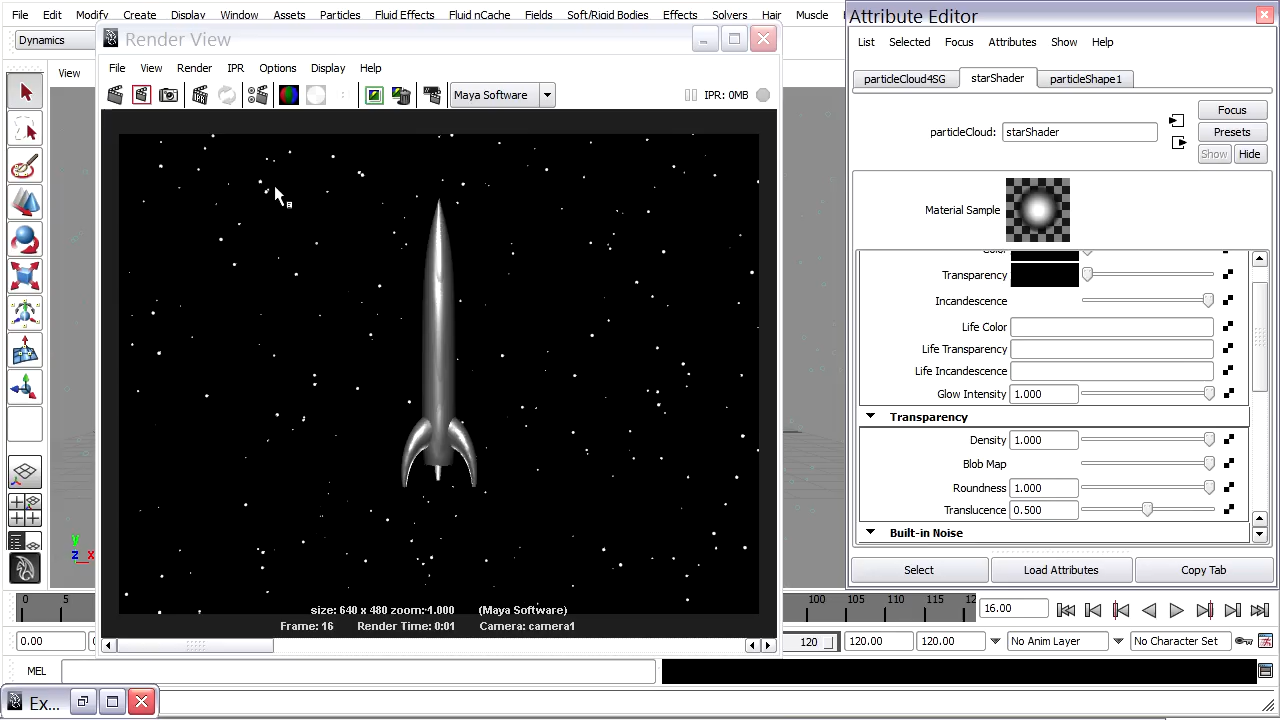 File Edit Modify Create Display Window Assets Particles Fluid Effects Fluid nCache Fields Soft/Rigid Bodies Effects Solvers Hair Muscle
Attribute Editor
Dynamics
Render View
List Selected Focus Attributes Show Help
File View Render IPR Options Display Help
View
particleCloud4SG starShader particleShape1
Maya Software
IPR: 0MB
Focus
particleCloud: starShader
Presets
Show Hide
Material Sample
Color
Transparency
Incandescence
Life Color
Life Transparency
Life Incandescence
Glow Intensity 1.000
Transparency
Density 1.000
Blob Map
Roundness 1.000
Translucence 0.500
Built-in Noise
y
z x
Select Load Attributes Copy Tab
size: 640 x 480 zoom: 1.000 (Maya Software)
Frame: 16 Render Time: 0:01 Camera: camera1
0 5 100 105 110 115 12
16.00
0.00 120 120.00 120.00 No Anim Layer No Character Set
MEL
Ex...